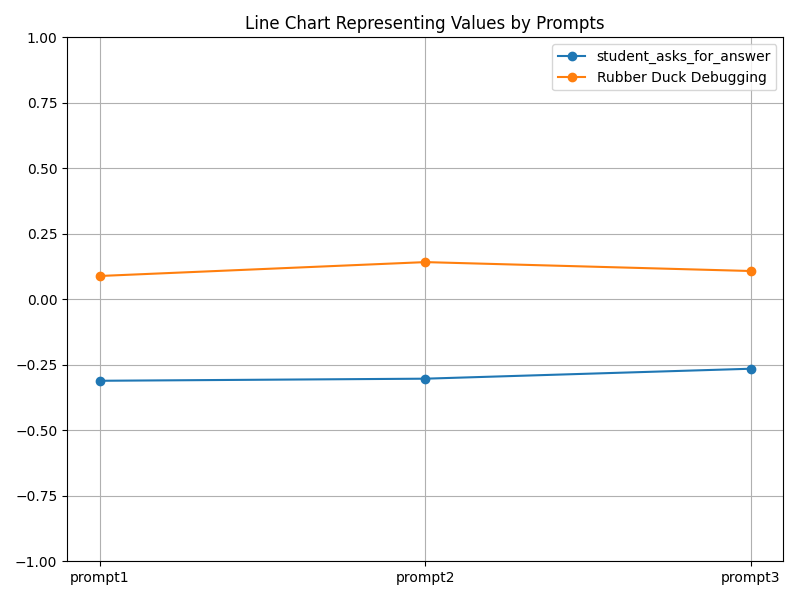 Line Chart Representing Values by Prompts
student_asks_for_answer
Rubber Duck Debugging
1.00
0.75
0.50
0.25
0.00
−0.25
−0.50
−0.75
−1.00
prompt1 prompt2 prompt3